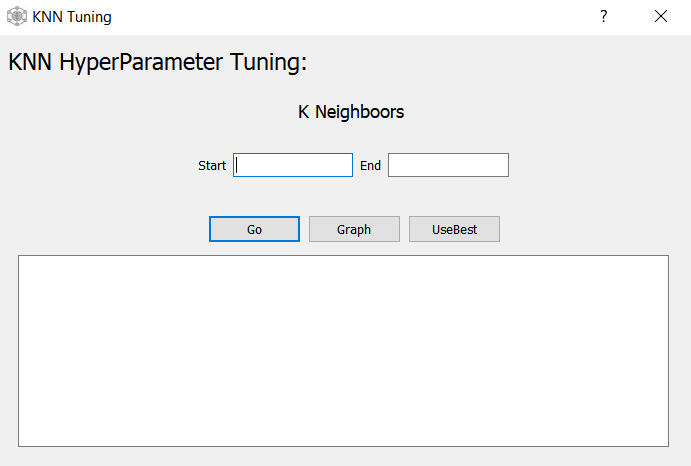 KNN Tuning ?
KNN HyperParameter Tuning:
K Neighboors
Start End
Go Graph UseBest